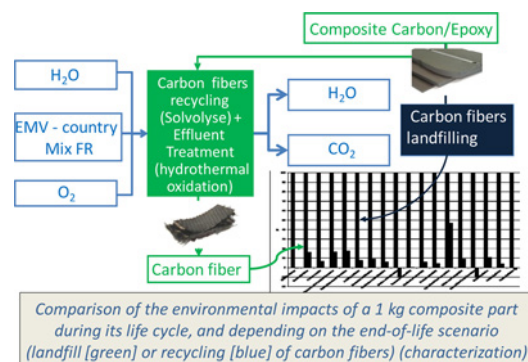 Composite Carbon/Epoxy
H₂O
EMV - country
Mix FR
O₂
Carbon fibers
recycling
(Solvolyse) +
Effluent
Treatment
(hydrothermal
oxidation)
H₂O
CO₂
Carbon fibers
landfilling
Carbon fiber
Comparison of the environmental impacts of a 1 kg composite part
during its life cycle, and depending on the end-of-life scenario
(landfill [green] or recycling [blue] of carbon fibers) (characterization)